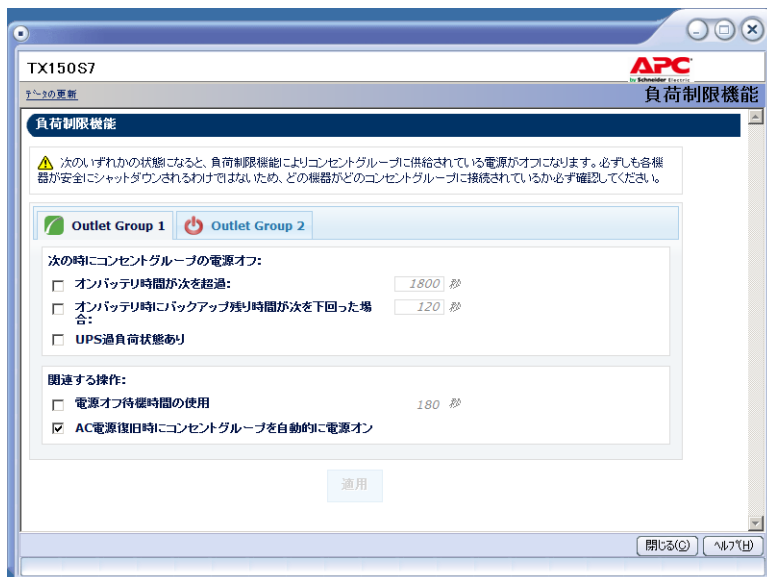 TX150S7
APC
by Schneider Electric
ﾃﾞｰﾀの更新
負荷制限機能
負荷制限機能
次のいずれかの状態になると、負荷制限機能によりコンセントグループに供給されている電源がオフになります。必ずしも各機
器が安全にシャットダウンされるわけではないため、どの機器がどのコンセントグループに接続されているか必ず確認してください。
Outlet Group 1 Outlet Group 2
次の時にコンセントグループの電源オフ:
オンバッテリ時間が次を超過: 1800 秒
オンバッテリ時にバックアップ残り時間が次を下回った場
合: 120 秒
UPS過負荷状態あり
関連する操作:
電源オフ待機時間の使用 180 秒
AC電源復旧時にコンセントグループを自動的に電源オン
適用
閉じる(C) ﾍﾙﾌﾟ(H)